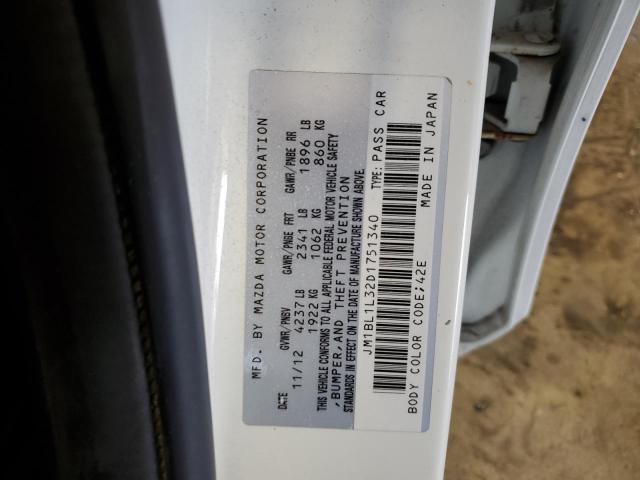 MFD. BY MAZDA MOTOR CORPORATION
DATE GVWR/PNBV GAWR/PNBE FRT GAWR/PNBE RR
11/12 4237 LB 2341 LB 1896 LB
1922 KG 1062 KG 860 KG
THIS VEHICLE CONFORMS TO ALL APPLICABLE FEDERAL MOTOR VEHICLE SAFETY
, BUMPER, AND THEFT PREVENTION
STANDARDS IN EFFECT ON THE DATE OF MANUFACTURE SHOWN ABOVE.
JM1BL1L32D1751340 TYPE: PASS CAR
BODY COLOR CODE;42E MADE IN JAPAN